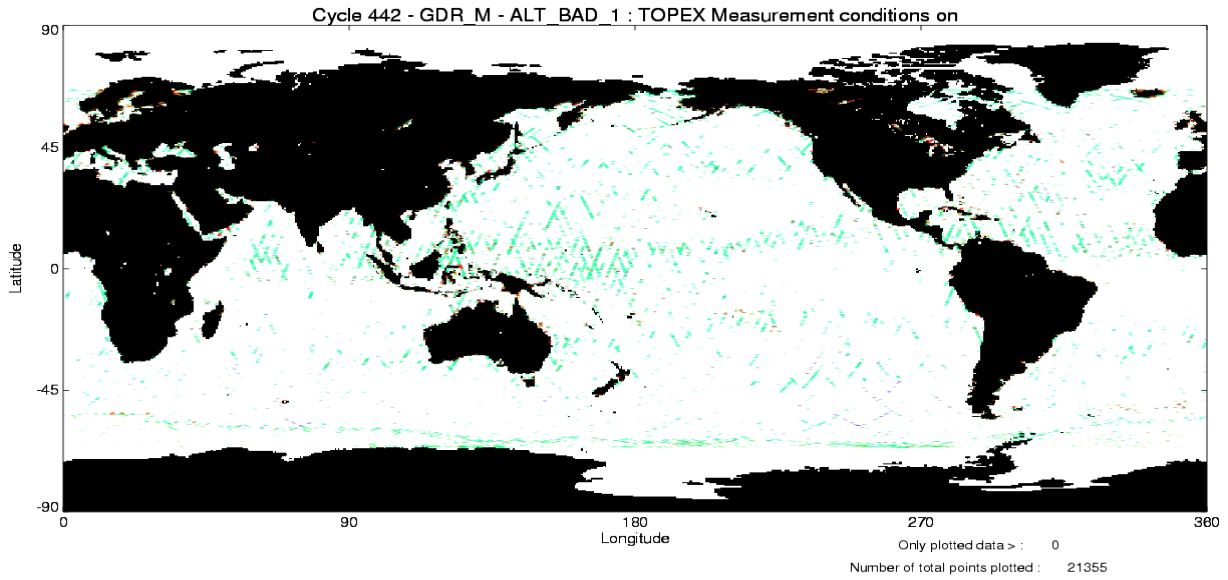 Cycle 442 - GDR_M - ALT_BAD_1 : TOPEX Measurement conditions on
90
45
0
-45
-90
Latitude
0 90 180 270 360
Longitude
Only plotted data > : 0
Number of total points plotted : 21355